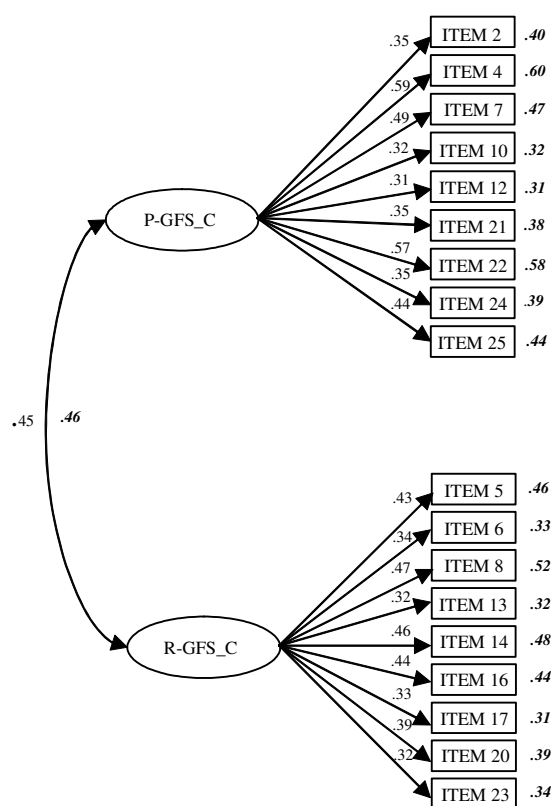 .35 ITEM 2 .40
.59 ITEM 4 .60
.49 ITEM 7 .47
.32 ITEM 10 .32
.31 ITEM 12 .31
P-GFS_C
.35 ITEM 21 .38
.57 ITEM 22 .58
.35 ITEM 24 .39
.44 ITEM 25 .44
.45 .46
.43 ITEM 5 .46
.34 ITEM 6 .33
.47 ITEM 8 .52
.32 ITEM 13 .32
R-GFS_C
.46 ITEM 14 .48
.44 ITEM 16 .44
.33 ITEM 17 .31
.39 ITEM 20 .39
.32 ITEM 23 .34